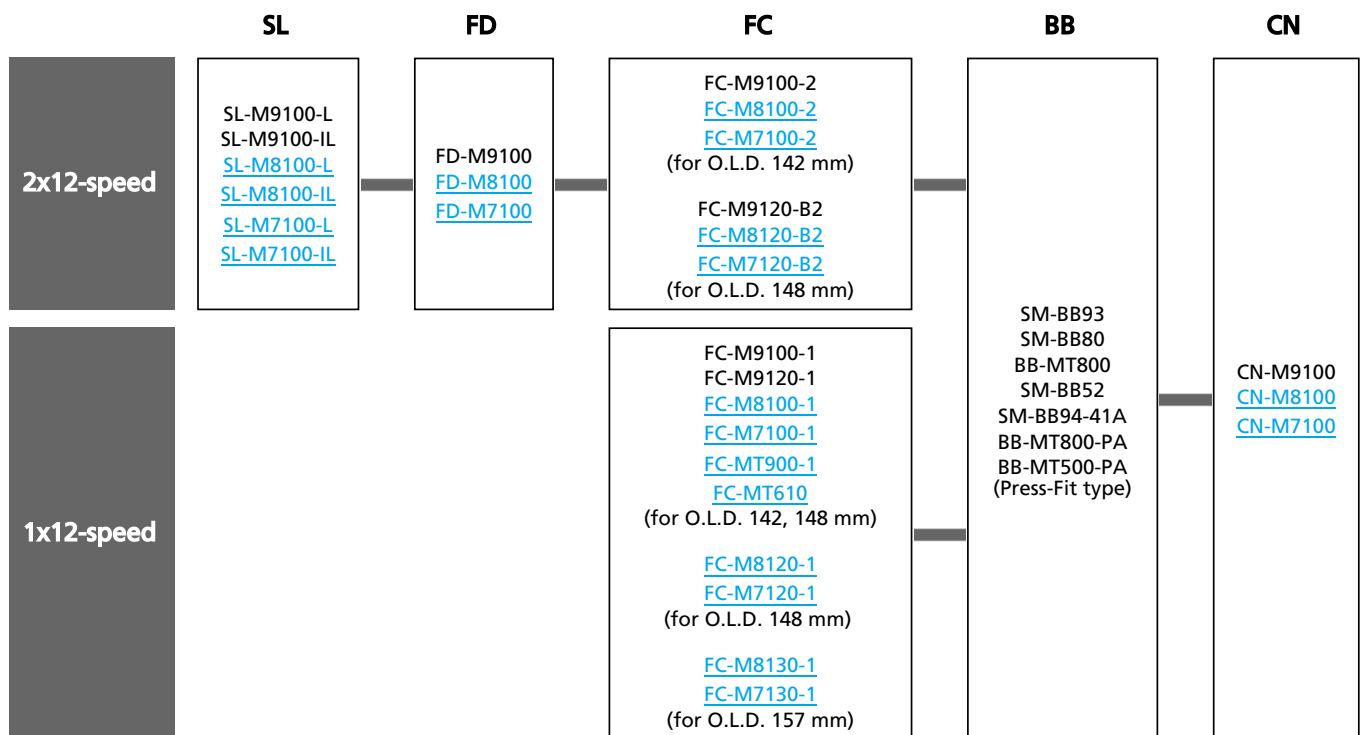 SL FD FC BB CN
2x12-speed
SL-M9100-L
SL-M9100-IL
SL-M8100-L
SL-M8100-IL
SL-M7100-L
SL-M7100-IL
FD-M9100
FD-M8100
FD-M7100
FC-M9100-2
FC-M8100-2
FC-M7100-2
(for O.L.D. 142 mm)
FC-M9120-B2
FC-M8120-B2
FC-M7120-B2
(for O.L.D. 148 mm)
1x12-speed
FC-M9100-1
FC-M9120-1
FC-M8100-1
FC-M7100-1
FC-MT900-1
FC-MT610
(for O.L.D. 142, 148 mm)
FC-M8120-1
FC-M7120-1
(for O.L.D. 148 mm)
FC-M8130-1
FC-M7130-1
(for O.L.D. 157 mm)
SM-BB93
SM-BB80
BB-MT800
SM-BB52
SM-BB94-41A
BB-MT800-PA
BB-MT500-PA
(Press-Fit type)
CN-M9100
CN-M8100
CN-M7100